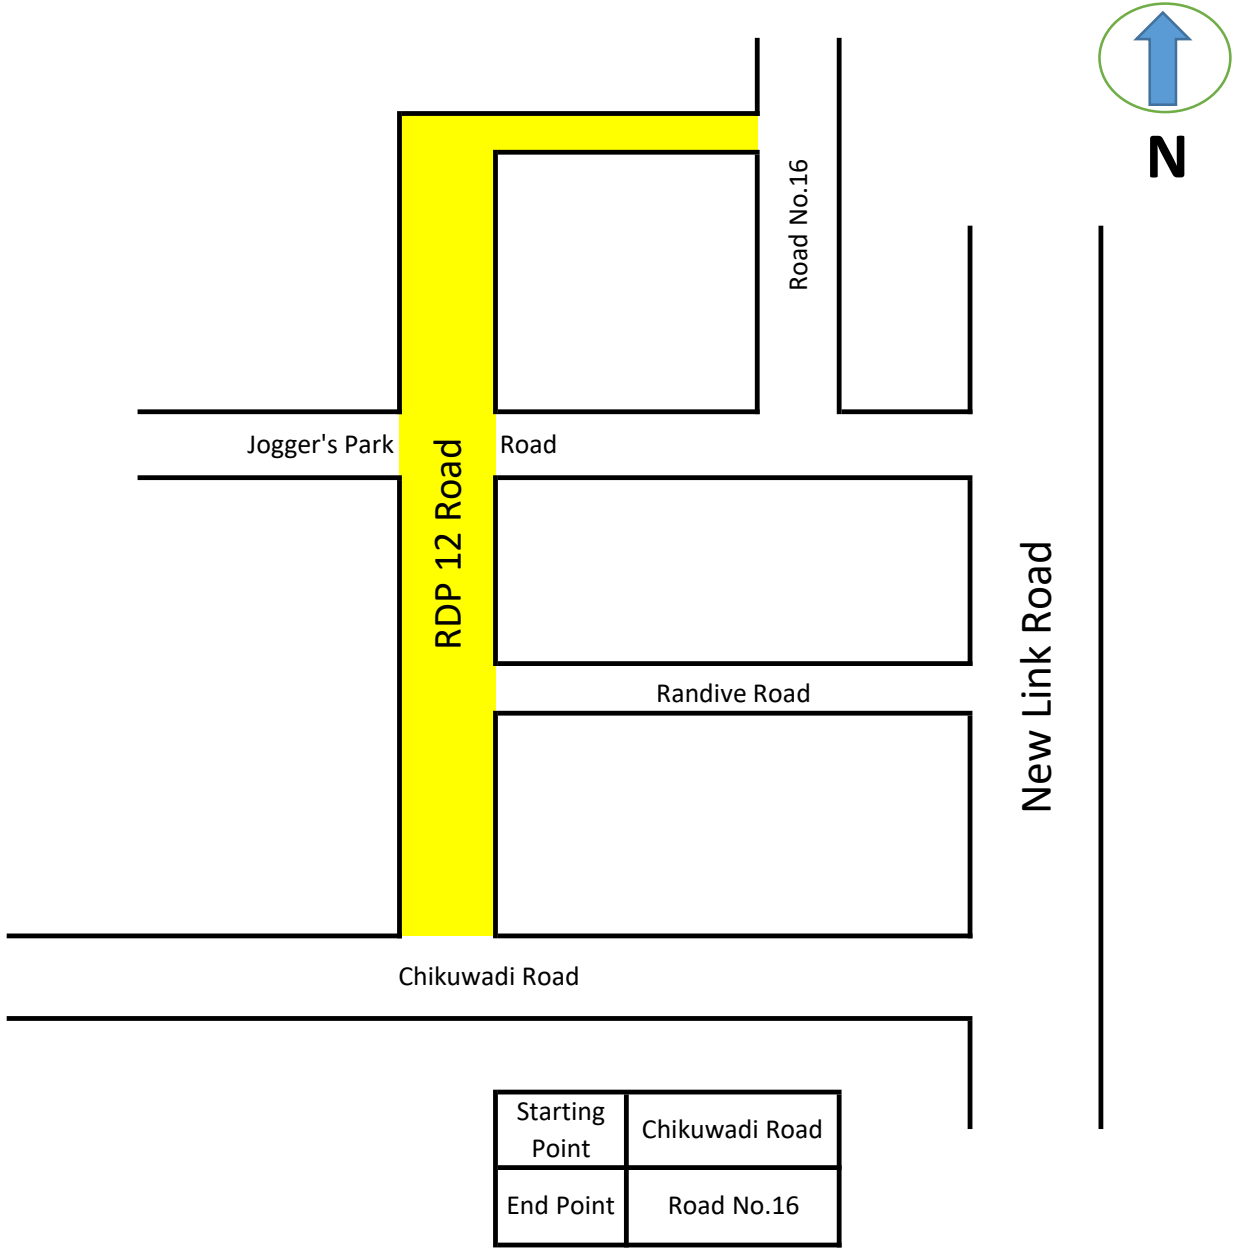 N
Road No.16
Jogger's Park
Road
RDP 12 Road
New Link Road
Randive Road
Chikuwadi Road
Starting
Point
Chikuwadi Road
End Point
Road No.16